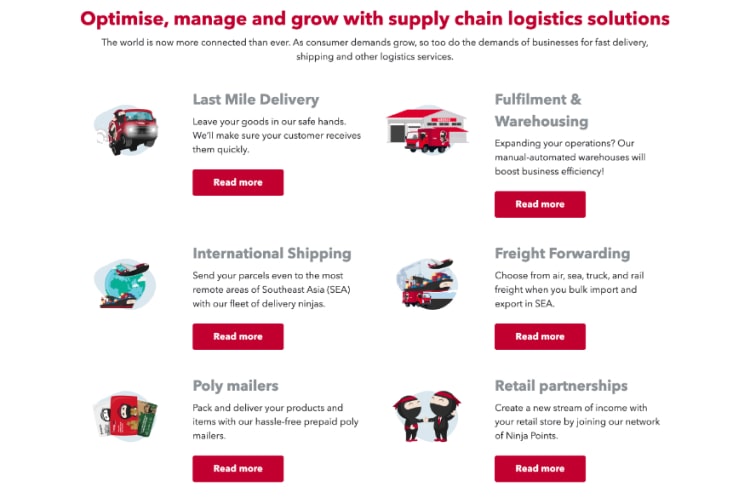 Optimise, manage and grow with supply chain logistics solutions
The world is now more connected than ever. As consumer demands grow, so too do the demands of businesses for fast delivery,
shipping and other logistics services.
Last Mile Delivery
Leave your goods in our safe hands.
We'll make sure your customer receives
them quickly.
Read more
Fulfilment &
Warehousing
Expanding your operations? Our
manual-automated warehouses will
boost business efficiency!
Read more
International Shipping
Send your parcels even to the most
remote areas of Southeast Asia (SEA)
with our fleet of delivery ninjas.
Read more
Freight Forwarding
Choose from air, sea, truck, and rail
freight when you bulk import and
export in SEA.
Read more
Poly mailers
Pack and deliver your products and
items with our hassle-free prepaid poly
mailers.
Read more
Retail partnerships
Create a new stream of income with
your retail store by joining our network
of Ninja Points.
Read more